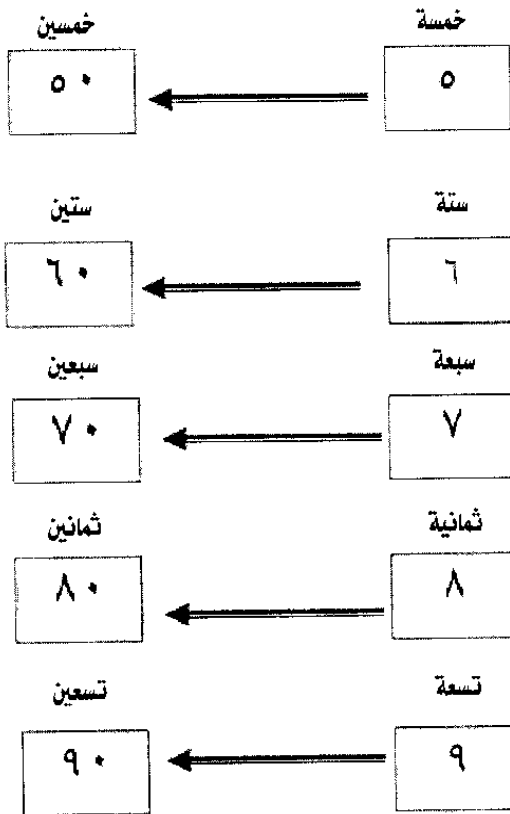 خمسة خمسين
٥ ٥٠
ستة ستين
٦ ٦٠
سبعة سبعين
٧ ٧٠
ثمانية ثمانين
٨ ٨٠
تسعة تسعين
٩ ٩٠